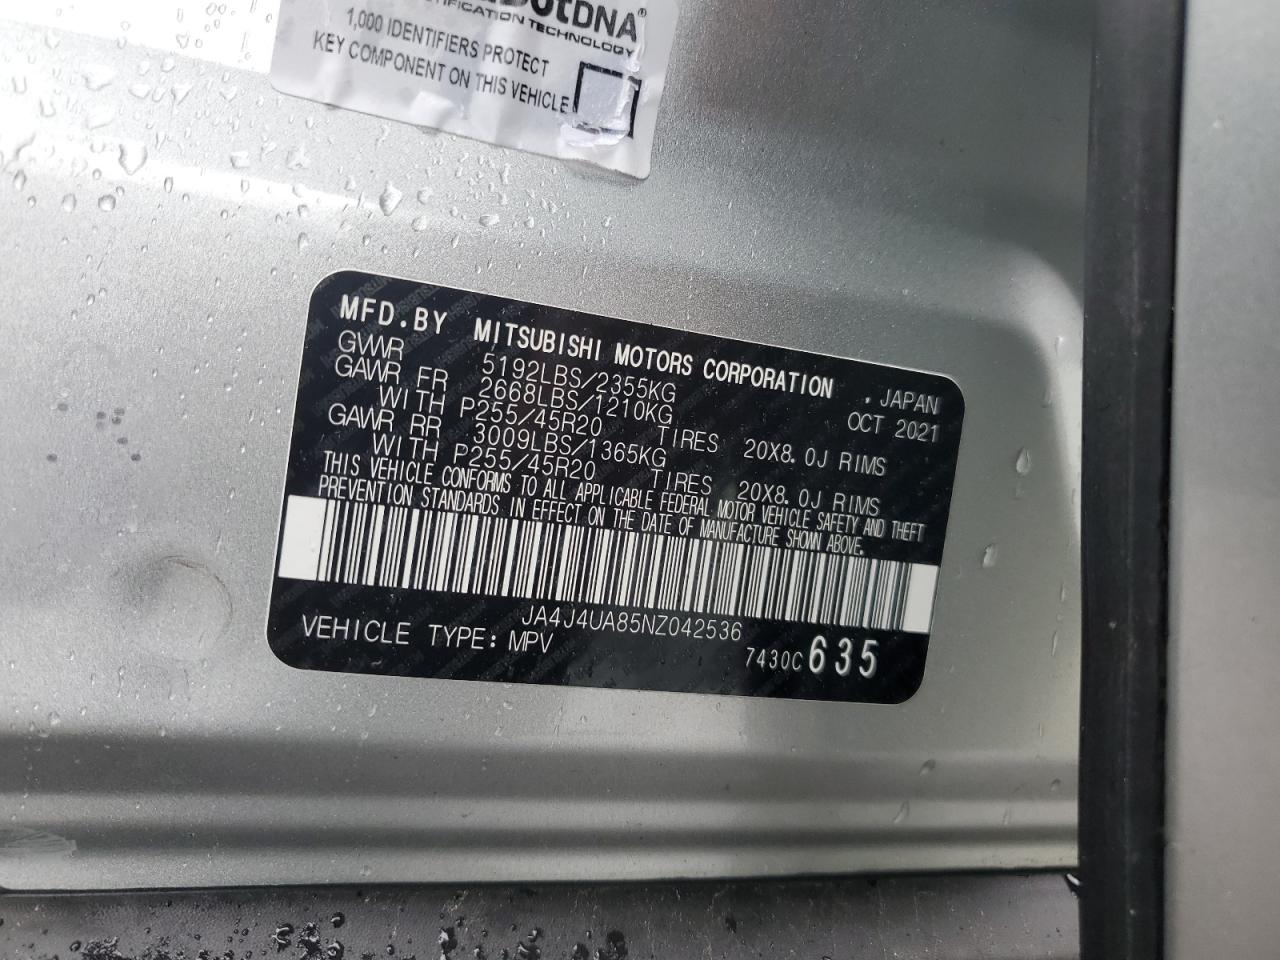 otDNA®
TECHNOLOGY
1,000 IDENTIFIERS PROTECT
KEY COMPONENT ON THIS VEHICLE
MFD.BY MITSUBISHI MOTORS CORPORATION , JAPAN
GVWR 5192LBS/2355KG OCT 2021
GAWR FR 2668LBS/1210KG
WITH P255/45R20 TIRES 20X8.0J RIMS
GAWR RR 3009LBS/1365KG
WITH P255/45R20 TIRES 20X8.0J RIMS
THIS VEHICLE CONFORMS TO ALL APPLICABLE FEDERAL MOTOR VEHICLE SAFETY AND THEFT
PREVENTION STANDARDS IN EFFECT ON THE DATE OF MANUFACTURE SHOWN ABOVE.
JA4J4UA85NZ042536
VEHICLE TYPE: MPV
7430C 635